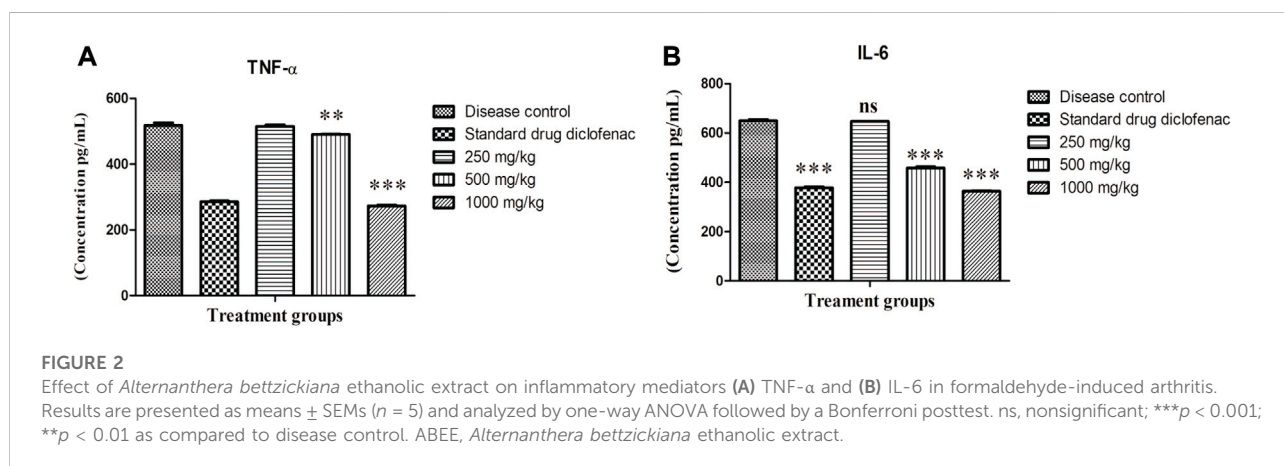 A
TNF-α
(Concentration pg/mL)
600
400
200
0
**
***
Treatment groups
Disease control
Standard drug diclofenac
250 mg/kg
500 mg/kg
1000 mg/kg
B
IL-6
(Concentration pg/mL)
800
600
400
200
0
***
ns
***
***
Treament groups
Disease control
Standard drug diclofenac
250 mg/kg
500 mg/kg
1000 mg/kg
FIGURE 2
Effect of Alternanthera bettzickiana ethanolic extract on inflammatory mediators (A) TNF-α and (B) IL-6 in formaldehyde-induced arthritis.
Results are presented as means ± SEMs (n = 5) and analyzed by one-way ANOVA followed by a Bonferroni posttest. ns, nonsignificant; ***p < 0.001;
**p < 0.01 as compared to disease control. ABEE, Alternanthera bettzickiana ethanolic extract.